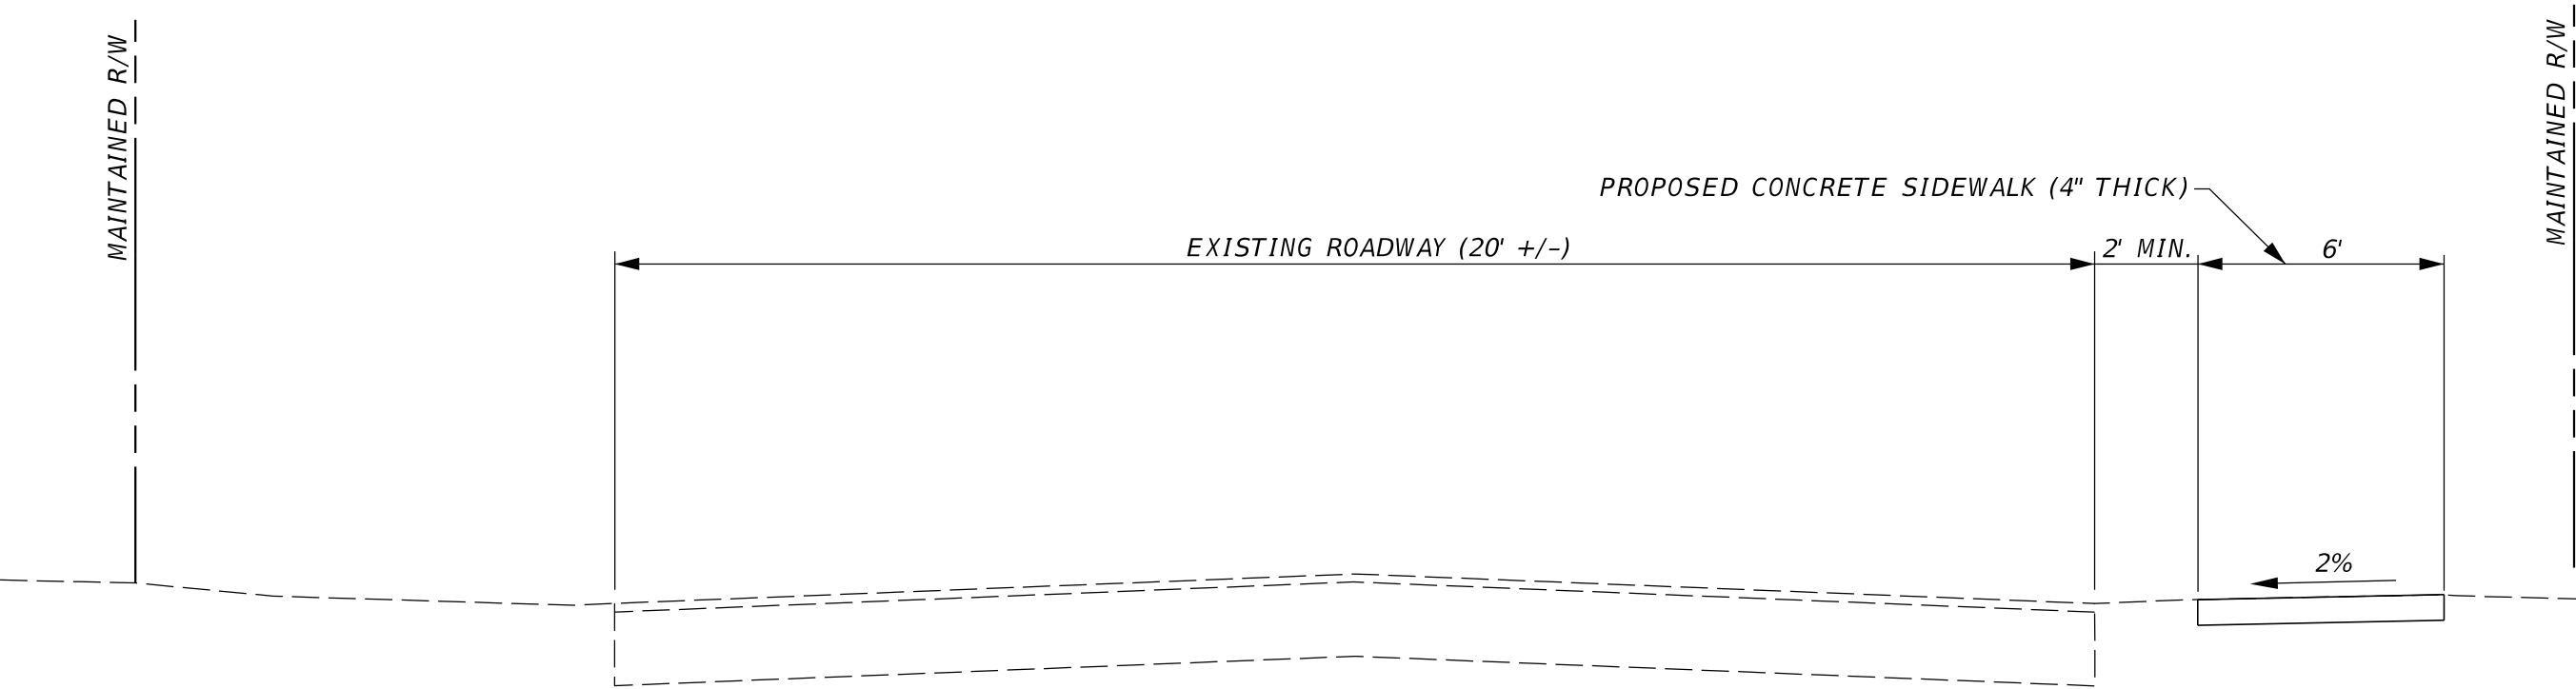 MAINTAINED R/W
MAINTAINED R/W
PROPOSED CONCRETE SIDEWALK (4" THICK)
EXISTING ROADWAY (20' +/-)
2' MIN.
6'
2%